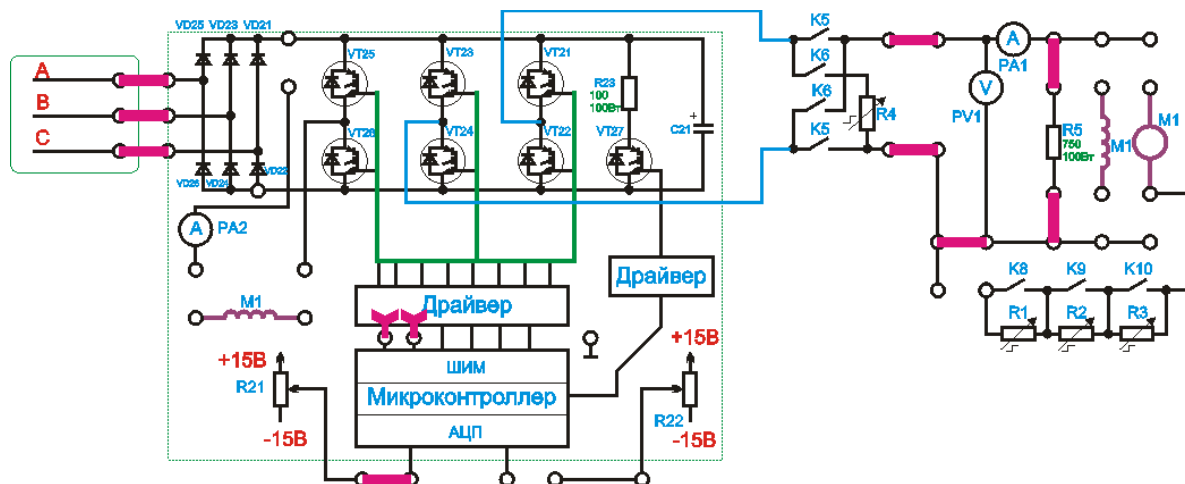 VD25 VD23 VD21
A
B
C
VD26
VD24
VD22
VT25
VT23
VT21
R23
100
100Вт
+
C21
VT26
VT24
VT22
VT27
K5
K6
K6
K5
R4
A
PA1
V
PV1
R5
750
100Вт
M1
M1
A
PA2
M1
Драйвер
Драйвер
K8
K9
K10
R1
R2
R3
+15В
R21
-15В
ШИМ
Микроконтроллер
АЦП
+15В
R22
-15В